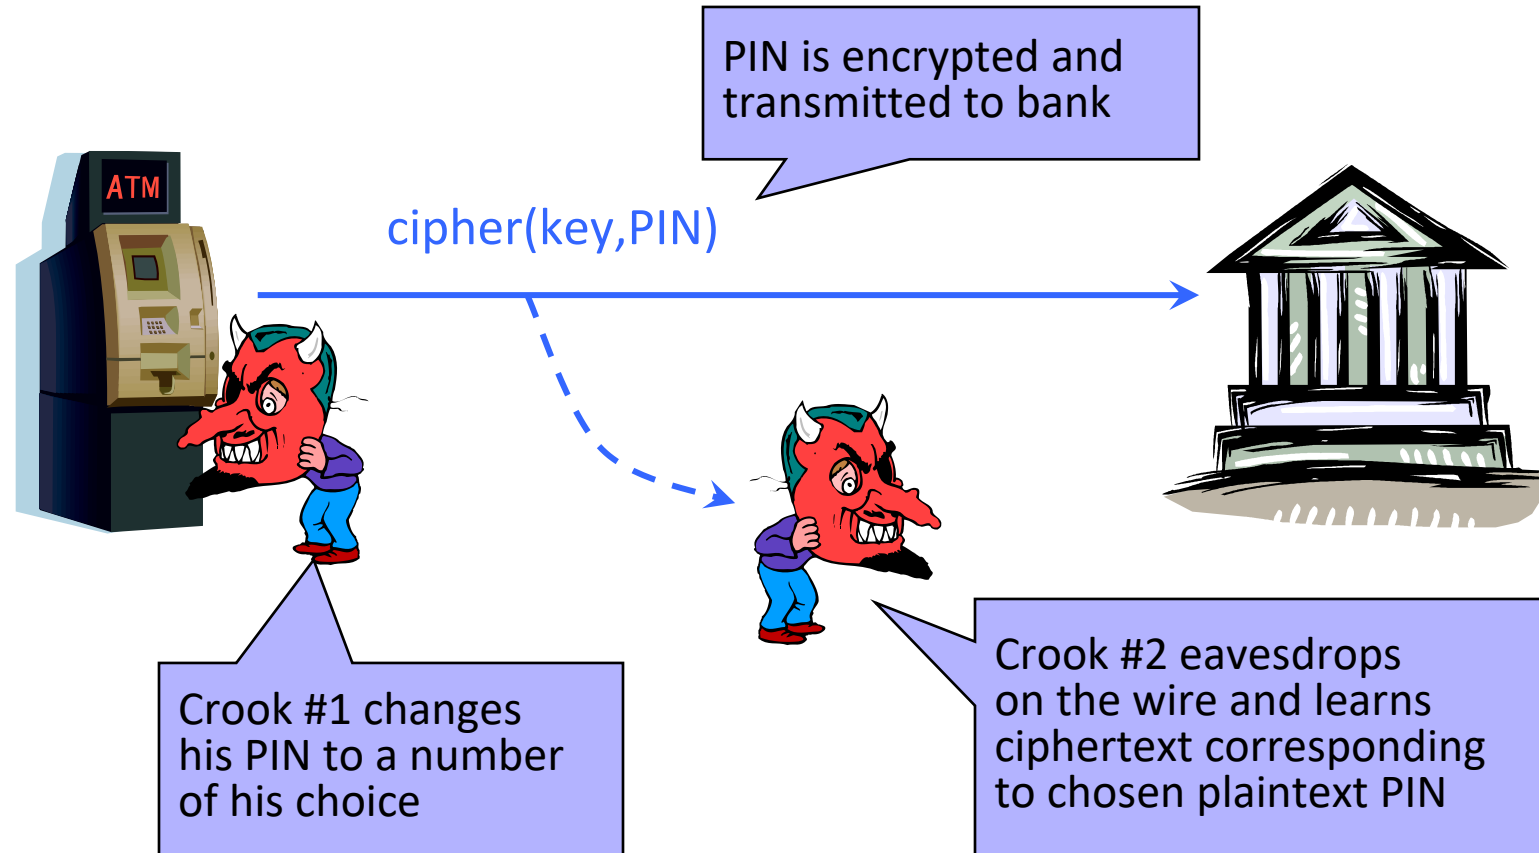 PIN is encrypted and
transmitted to bank
ATM
cipher(key,PIN)
Crook #1 changes
his PIN to a number
of his choice
Crook #2 eavesdrops
on the wire and learns
ciphertext corresponding
to chosen plaintext PIN